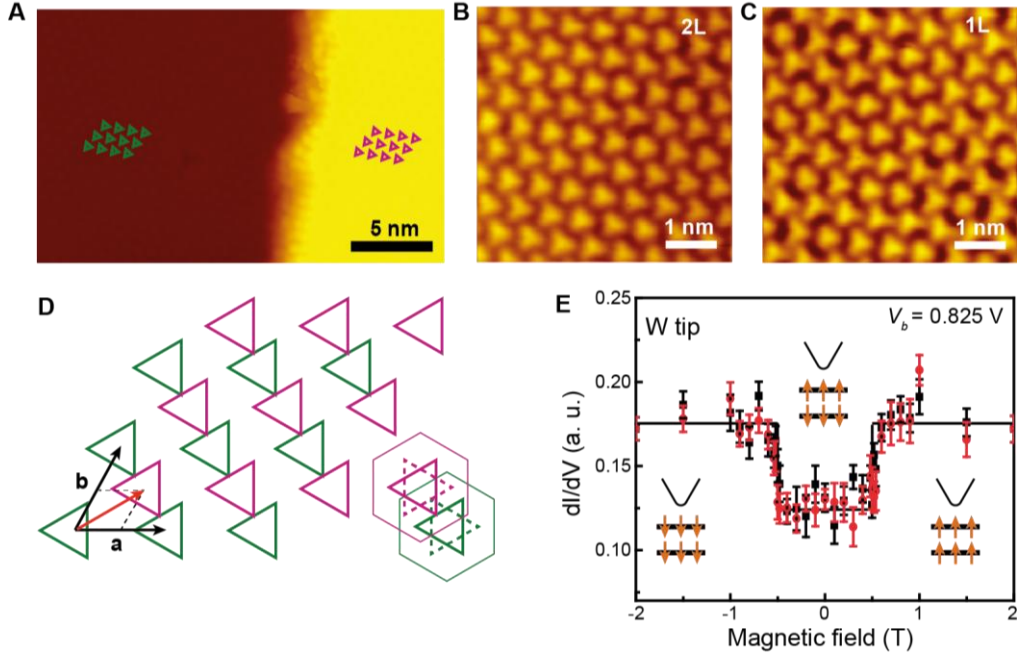 A
5 nm
B
2L
1 nm
C
1L
1 nm
D
b
a
E
W tip
V_b = 0.825 V
dI/dV (a. u.)
0.25
0.20
0.15
0.10
-2 -1 0 1 2
Magnetic field (T)